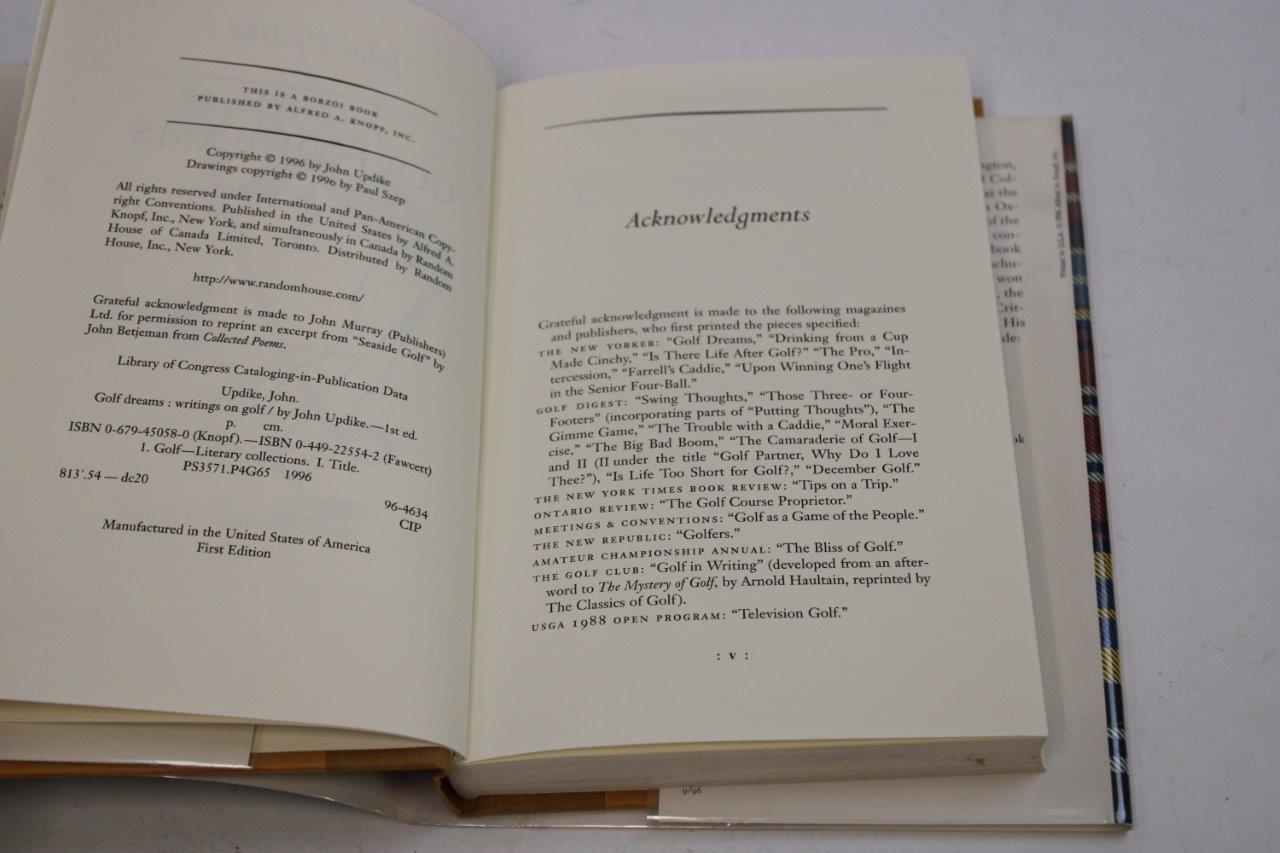 THIS IS A BORZOI BOOK
PUBLISHED BY ALFRED A. KNOPF, INC.
Copyright © 1996 by John Updike
Drawings copyright © 1996 by Paul Szep
All rights reserved under International and Pan-American Copy-
right Conventions. Published in the United States by Alfred A.
Knopf, Inc., New York, and simultaneously in Canada by Random
House of Canada Limited, Toronto. Distributed by Random
House, Inc., New York.
http://www.randomhouse.com/
Grateful acknowledgment is made to John Murray (Publishers)
Ltd. for permission to reprint an excerpt from “Seaside Golf” by
John Betjeman from Collected Poems.
Library of Congress Cataloging-in-Publication Data
Updike, John.
Golf dreams : writings on golf / by John Updike.—1st ed.
p. cm.
ISBN 0-679-45058-0 (Knopf).—ISBN 0-449-22554-2 (Fawcett)
1. Golf—Literary collections. I. Title.
PS3571.P4G65 1996
813'.54 — dc20
96-4634
CIP
Manufactured in the United States of America
First Edition
Acknowledgments
Grateful acknowledgment is made to the following magazines
and publishers, who first printed the pieces specified:
THE NEW YORKER: “Golf Dreams,” “Drinking from a Cup
Made Cinchy,” “Is There Life After Golf?” “The Pro,” “In-
tercession,” “Farrell’s Caddie,” “Upon Winning One’s Flight
in the Senior Four-Ball.”
GOLF DIGEST: “Swing Thoughts,” “Those Three- or Four-
Footers” (incorporating parts of “Putting Thoughts”), “The
Gimme Game,” “The Trouble with a Caddie,” “Moral Exer-
cise,” “The Big Bad Boom,” “The Camaraderie of Golf—I
and II (II under the title “Golf Partner, Why Do I Love
Thee?”), “Is Life Too Short for Golf?,” “December Golf.”
THE NEW YORK TIMES BOOK REVIEW: “Tips on a Trip.”
ONTARIO REVIEW: “The Golf Course Proprietor.”
MEETINGS & CONVENTIONS: “Golf as a Game of the People.”
THE NEW REPUBLIC: “Golfers.”
AMATEUR CHAMPIONSHIP ANNUAL: “The Bliss of Golf.”
THE GOLF CLUB: “Golf in Writing” (developed from an after-
word to The Mystery of Golf, by Arnold Haultain, reprinted by
The Classics of Golf).
USGA 1988 OPEN PROGRAM: “Television Golf.”
: v :
9/96